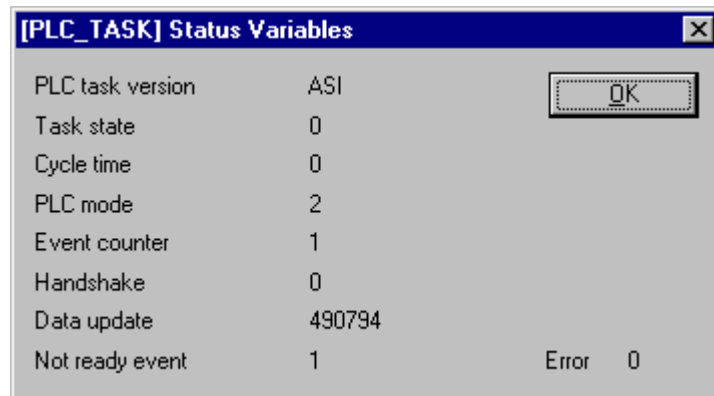 [PLC_TASK] Status Variables
PLC task version ASI OK
Task state 0
Cycle time 0
PLC mode 2
Event counter 1
Handshake 0
Data update 490794
Not ready event 1 Error 0